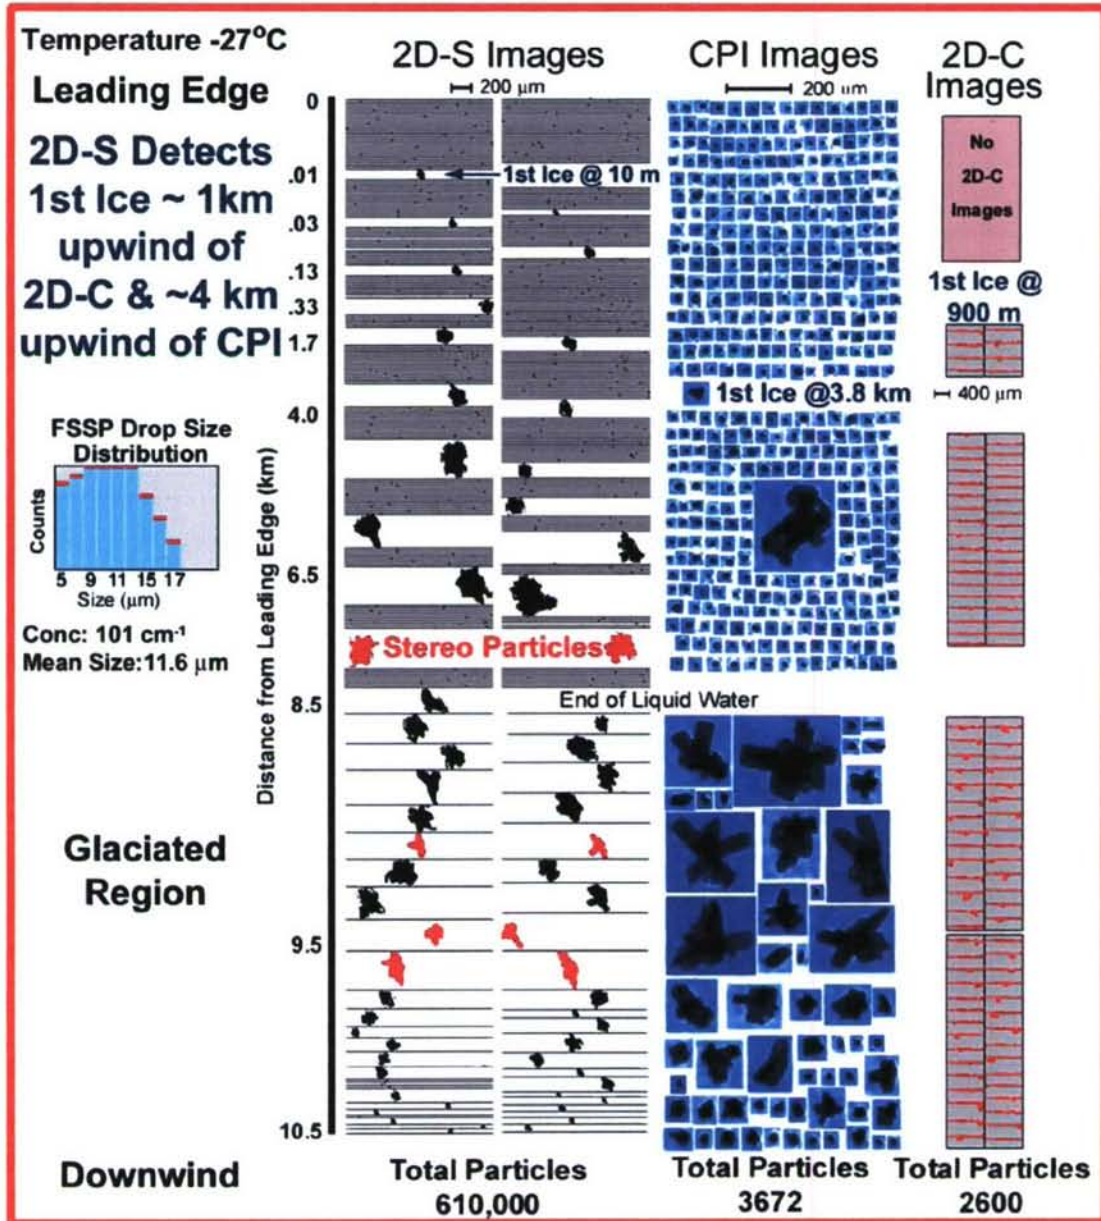 Temperature -27°C
Leading Edge
2D-S Detects
1st Ice ~ 1km
upwind of
2D-C & ~4 km
upwind of CPI
FSSP Drop Size
Distribution
Counts
5 9 11 15 17
Size (µm)
Conc: 101 cm⁻¹
Mean Size: 11.6 µm
Glaciated
Region
Downwind
Distance from Leading Edge (km)
0
.01
.03
.13
.33
1.7
4.0
6.5
8.5
9.5
10.5
2D-S Images
200 µm
1st Ice @ 10 m
Stereo Particles
End of Liquid Water
Total Particles
610,000
CPI Images
200 µm
1st Ice @3.8 km
Total Particles
3672
2D-C
Images
No
2D-C
Images
1st Ice @
900 m
400 µm
Total Particles
2600